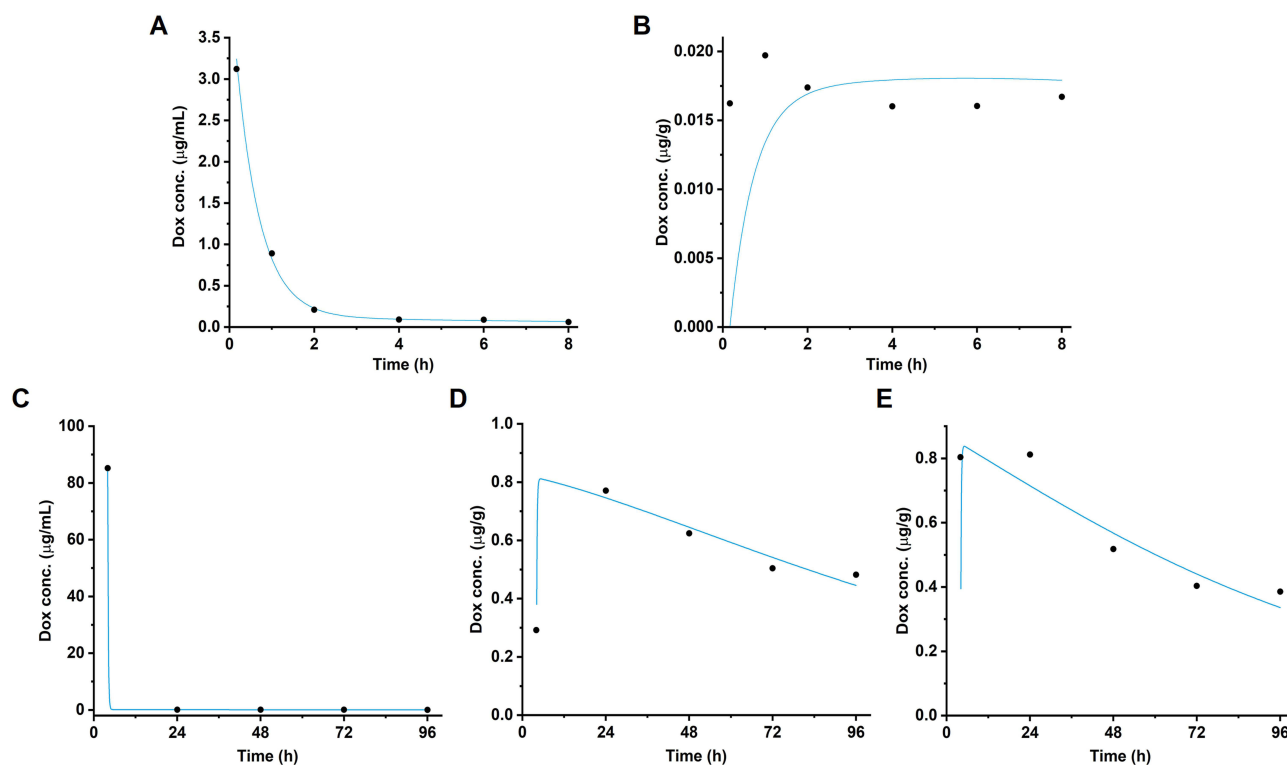 A
3.5
3.0
2.5
2.0
1.5
1.0
0.5
0.0
Dox conc. (μg/mL)
0 2 4 6 8
Time (h)
B
0.020
0.015
0.010
0.005
0.000
Dox conc. (μg/g)
0 2 4 6 8
Time (h)
C
100
80
60
40
20
0
Dox conc. (μg/mL)
0 24 48 72 96
Time (h)
D
1.0
0.8
0.6
0.4
0.2
0.0
Dox conc. (μg/g)
0 24 48 72 96
Time (h)
E
0.8
0.6
0.4
0.2
0.0
Dox conc. (μg/g)
0 24 48 72 96
Time (h)